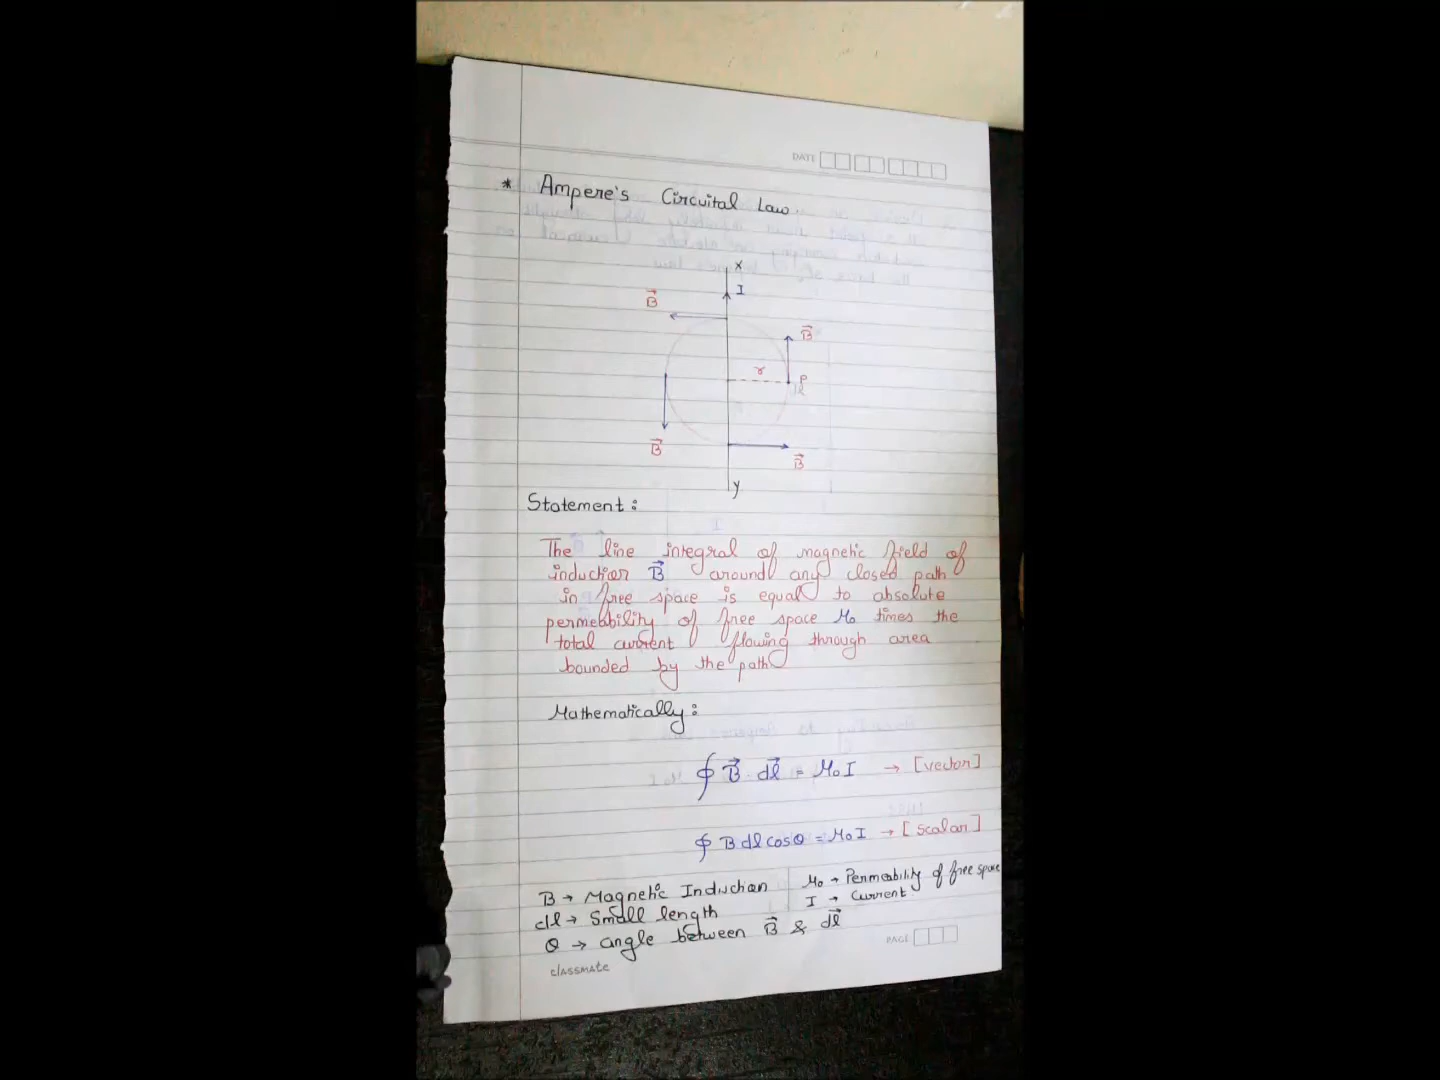 DATE
* Ampere's Circuital Law.
X
I
B⃗
B⃗
r
P
dl
B⃗
B⃗
Y
Statement:
The line integral of magnetic field of
induction B⃗ around any closed path
in free space is equal to absolute
permeability of free space μ₀ times the
total current flowing through area
bounded by the path
Mathematically:
∮ B⃗ . dl⃗ = μ₀ I → [vector]
∮ B dl cosθ = μ₀ I → [scalar]
B → Magnetic Induction
μ₀ → Permeability of free space
I → Current
dl → Small length
θ → angle between B⃗ & dl⃗
PAGE
classmate